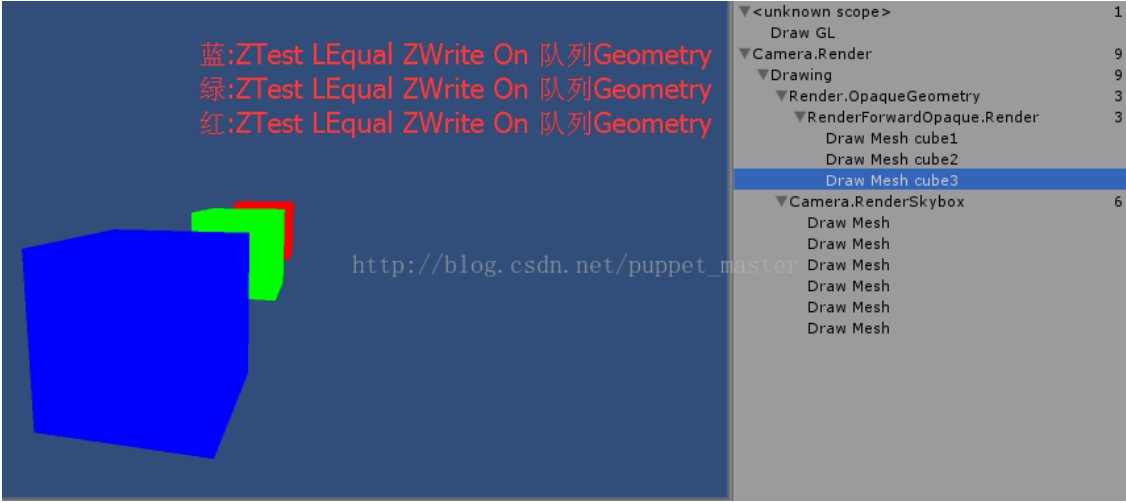 蓝:ZTest LEqual ZWrite On 队列Geometry
绿:ZTest LEqual ZWrite On 队列Geometry
红:ZTest LEqual ZWrite On 队列Geometry
http://blog.csdn.net/puppet_master
<unknown scope> 1
Draw GL
Camera.Render 9
Drawing 9
Render.OpaqueGeometry 3
RenderForwardOpaque.Render 3
Draw Mesh cube1
Draw Mesh cube2
Draw Mesh cube3
Camera.RenderSkybox 6
Draw Mesh
Draw Mesh
Draw Mesh
Draw Mesh
Draw Mesh
Draw Mesh